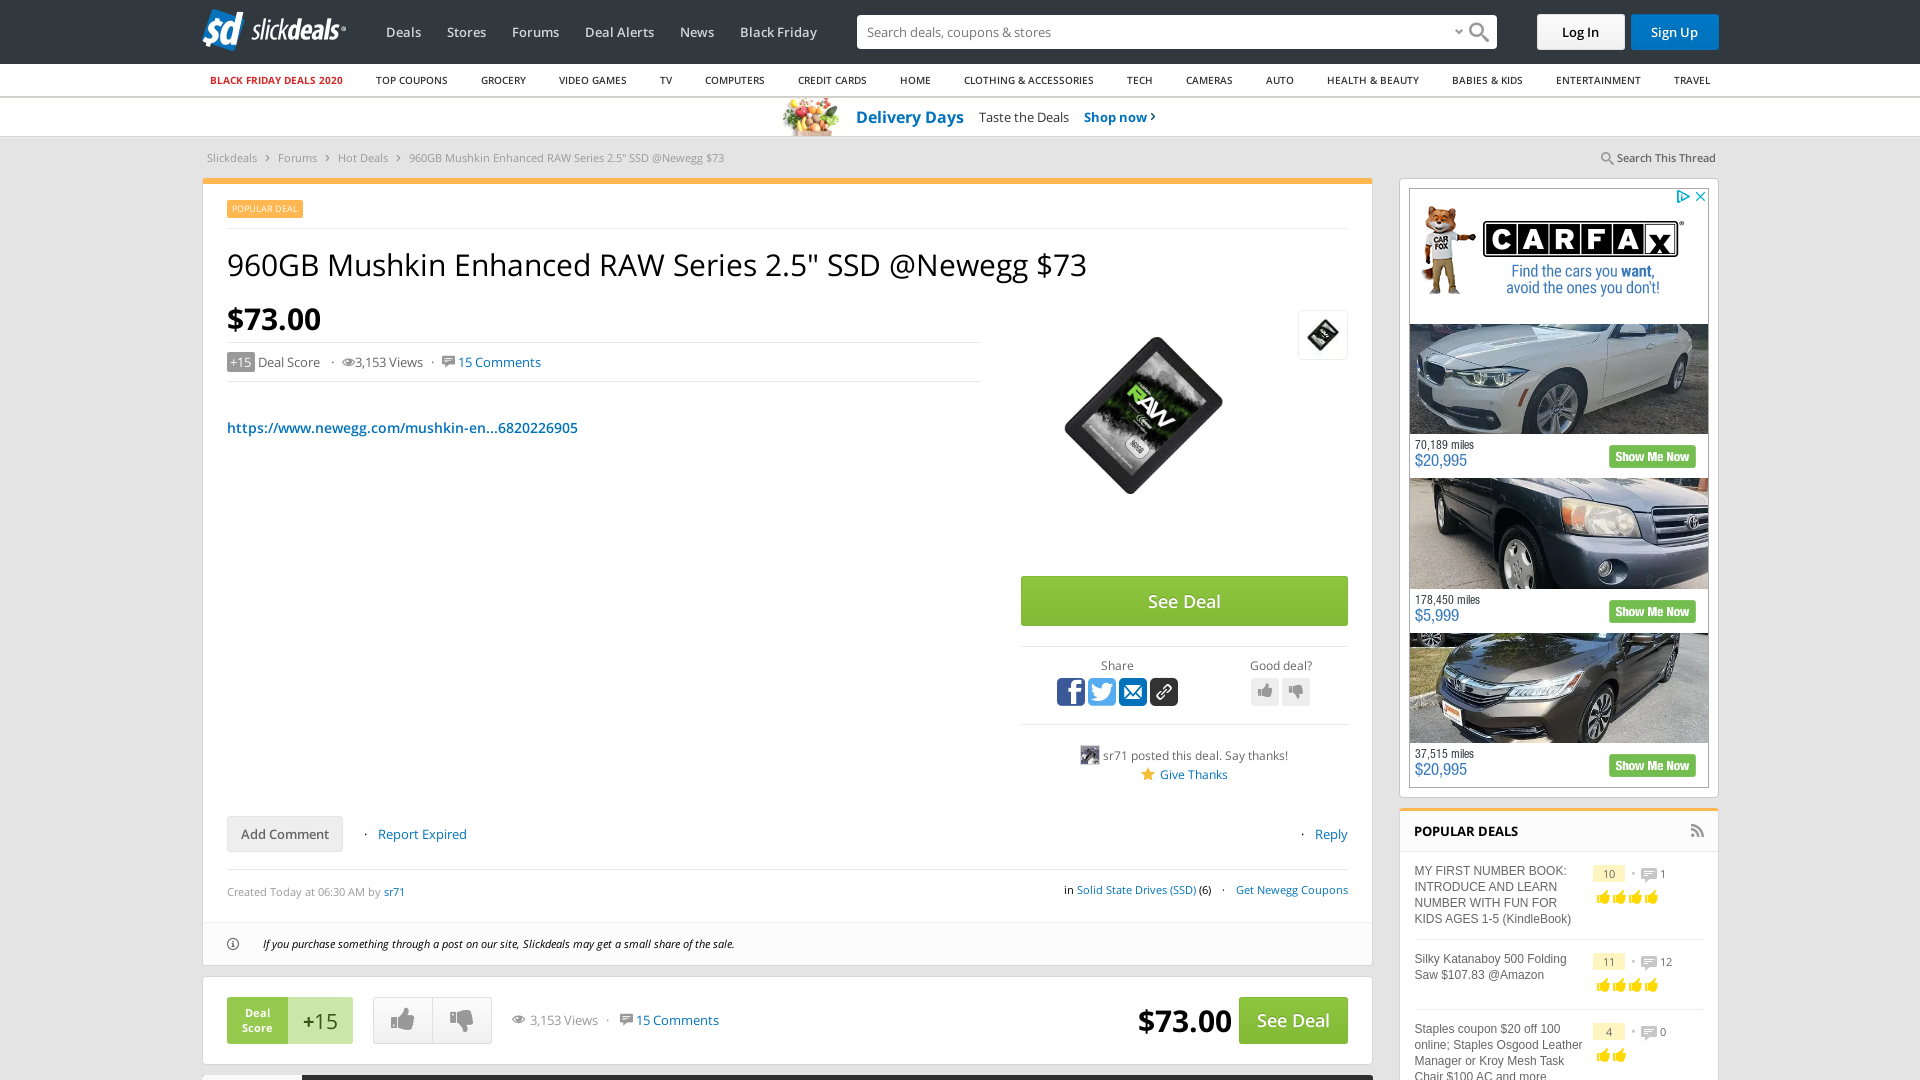 slickdeals
Deals
Stores
Forums
Deal Alerts
News
Black Friday
Search deals, coupons & stores
Log In
Sign Up
BLACK FRIDAY DEALS 2020
TOP COUPONS
GROCERY
VIDEO GAMES
TV
COMPUTERS
CREDIT CARDS
HOME
CLOTHING & ACCESSORIES
TECH
CAMERAS
AUTO
HEALTH & BEAUTY
BABIES & KIDS
ENTERTAINMENT
TRAVEL
Delivery Days Taste the Deals Shop now ›
Slickdeals › Forums › Hot Deals › 960GB Mushkin Enhanced RAW Series 2.5" SSD @Newegg $73
Search This Thread
POPULAR DEAL
960GB Mushkin Enhanced RAW Series 2.5" SSD @Newegg $73
$73.00
+15 Deal Score · 3,153 Views · 15 Comments
https://www.newegg.com/mushkin-en...6820226905
RAW
See Deal
Share
Good deal?
sr71 posted this deal. Say thanks!
Give Thanks
Add Comment · Report Expired
· Reply
Created Today at 06:30 AM by sr71
in Solid State Drives (SSD) (6) · Get Newegg Coupons
If you purchase something through a post on our site, Slickdeals may get a small share of the sale.
Deal
Score
+15
3,153 Views · 15 Comments
$73.00
See Deal
CAR
FOX
CARFAX
Find the cars you want,
avoid the ones you don't!
70,189 miles
$20,995
Show Me Now
178,450 miles
$5,999
Show Me Now
37,515 miles
$20,995
Show Me Now
POPULAR DEALS
MY FIRST NUMBER BOOK:
INTRODUCE AND LEARN
NUMBER WITH FUN FOR
KIDS AGES 1-5 (KindleBook)
10 • 1
Silky Katanaboy 500 Folding
Saw $107.83 @Amazon
11 • 12
Staples coupon $20 off 100
online; Staples Osgood Leather
Manager or Kroy Mesh Task
Chair $100 AC and more
4 • 0